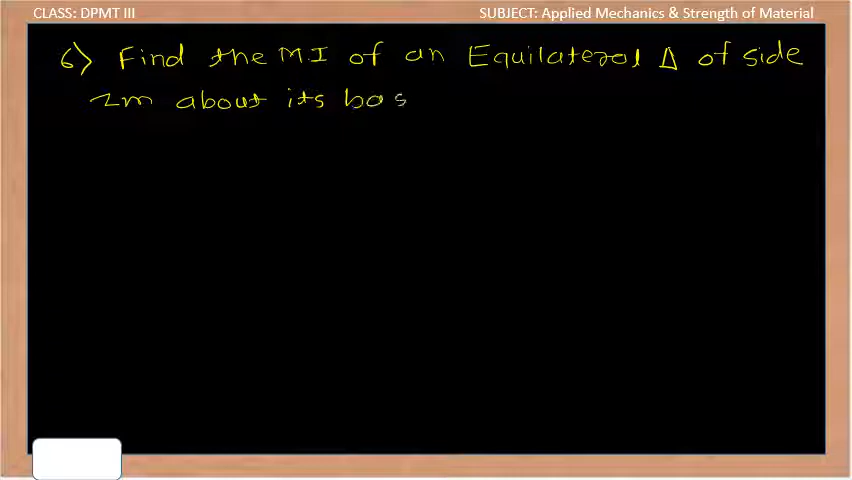 CLASS: DPMT III
SUBJECT: Applied Mechanics & Strength of Material
6) Find the M.I of an Equilateral Δ of side
2m about its bas